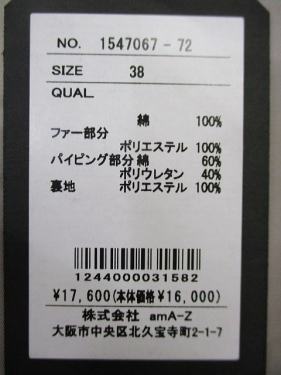 NO. 1547067-72
SIZE 38
QUAL
綿 100%
ファー部分
ポリエステル 100%
パイピング部分 綿 60%
ポリウレタン 40%
裏地 ポリエステル 100%
1244000031582
¥17,600(本体価格¥16,000)
株式会社 amA-Z
大阪市中央区北久宝寺町2-1-7